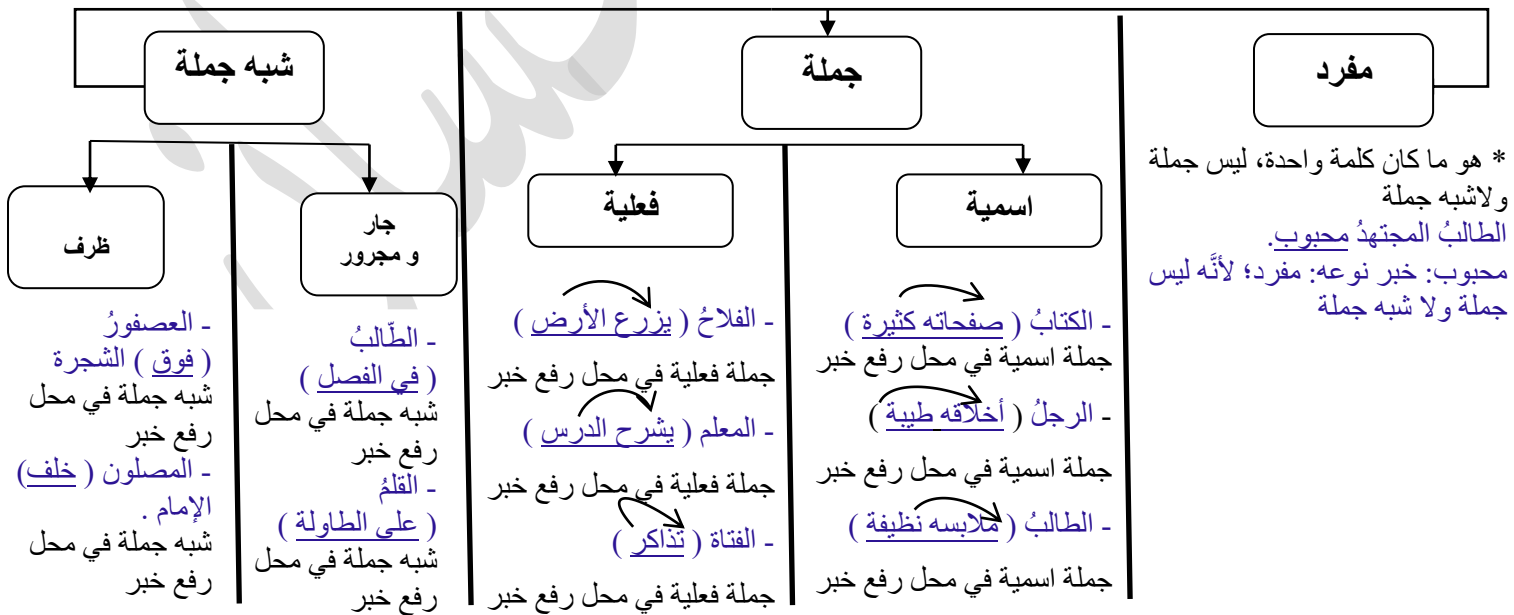 مفرد
* هو ما كان كلمة واحدة، ليس جملة
ولاشبه جملة
الطالبُ المجتهدُ محبوب.
محبوب: خبر نوعه: مفرد؛ لأنَّه ليس
جملة ولا شبه جملة
جملة
اسمية
- الكتابُ ( صفحاته كثيرة )
جملة اسمية في محل رفع خبر
- الرجلُ ( أخلاقه طيبة )
جملة اسمية في محل رفع خبر
- الطالبُ ( ملابسه نظيفة )
جملة اسمية في محل رفع خبر
فعلية
- الفلاحُ ( يزرع الأرض )
جملة فعلية في محل رفع خبر
- المعلم ( يشرح الدرس )
جملة فعلية في محل رفع خبر
- الفتاة ( تذاكر )
جملة فعلية في محل رفع خبر
شبه جملة
جار
و مجرور
- الطّالبُ
( في الفصل )
شبه جملة في محل
رفع خبر
- القلمُ
( على الطاولة )
شبه جملة في محل
رفع خبر
ظرف
- العصفورُ
( فوق ) الشجرة
شبه جملة في محل
رفع خبر
- المصلون ( خلف)
الإمام .
شبه جملة في محل
رفع خبر